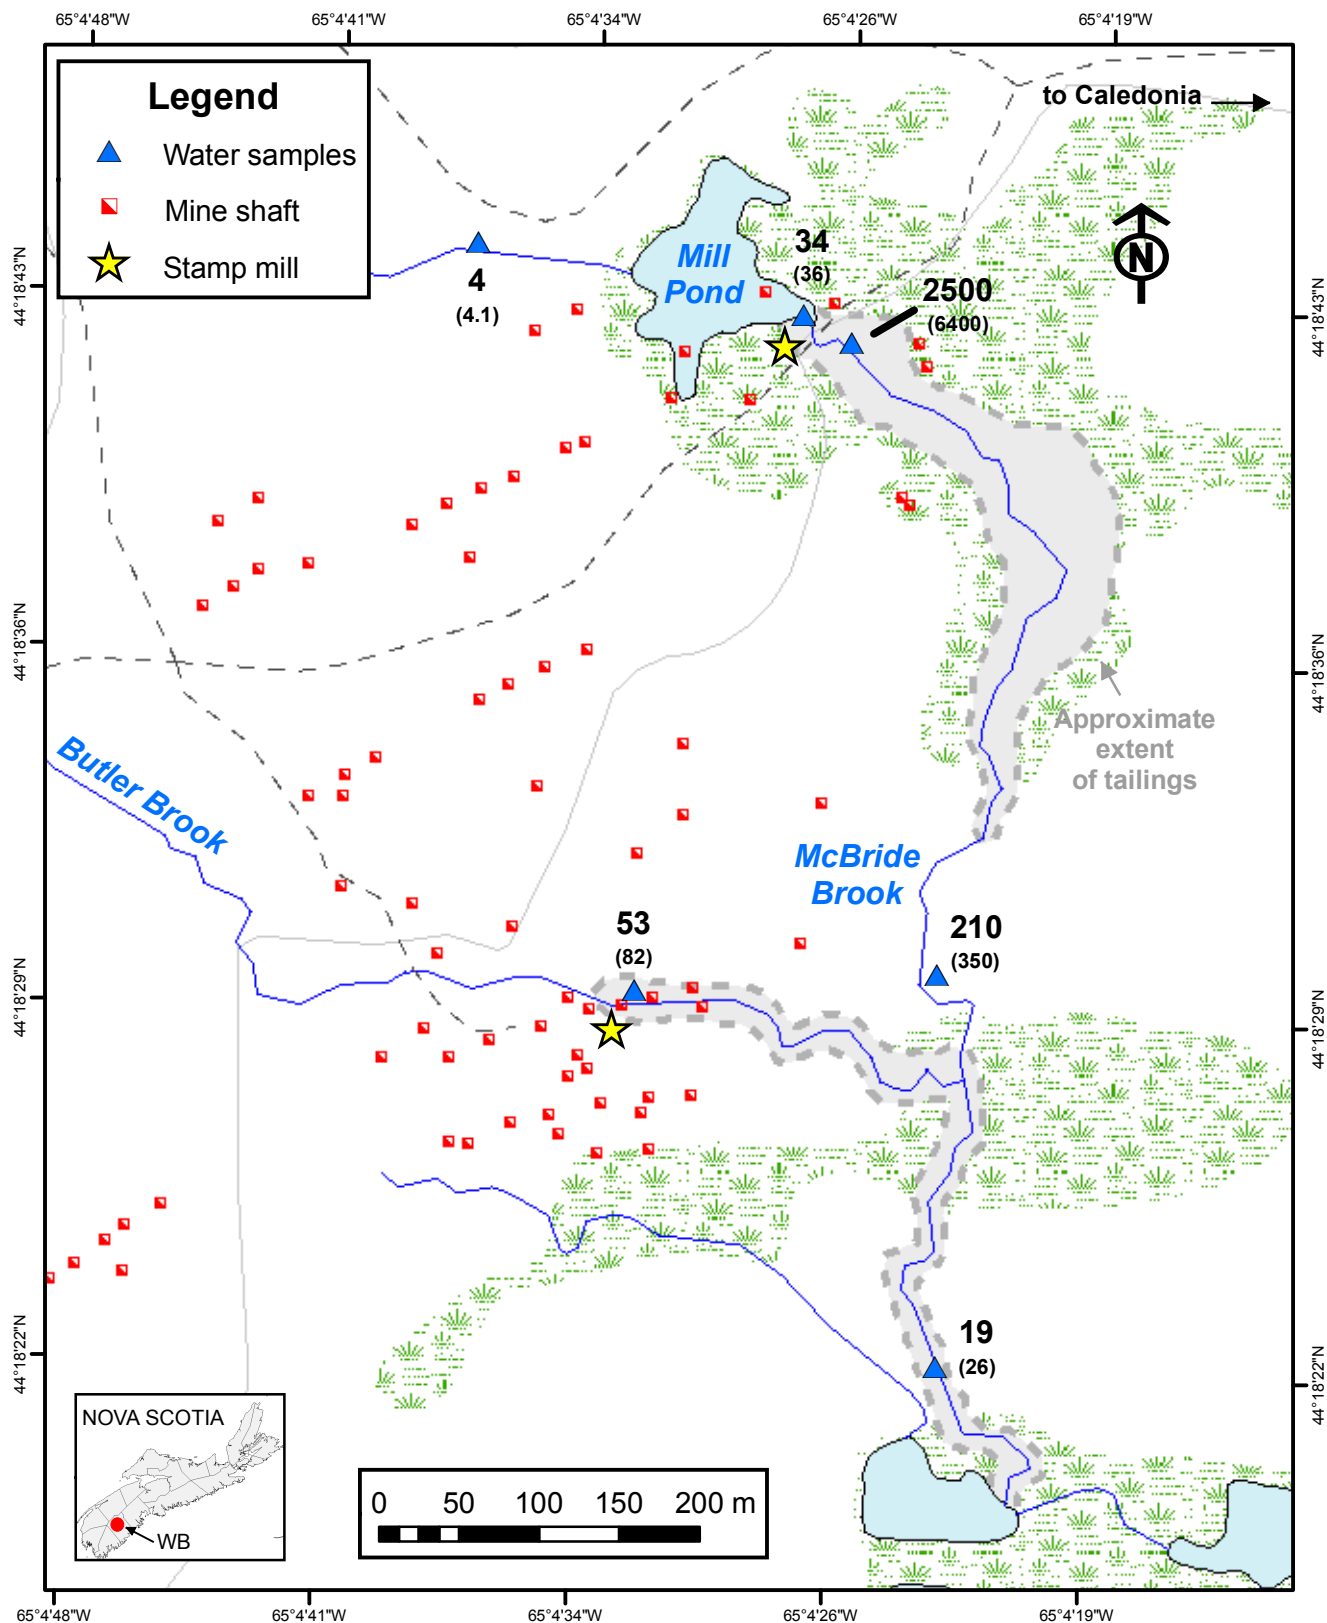 65°4'48"W
65°4'41"W
65°4'34"W
65°4'26"W
65°4'19"W
Legend
Water samples
Mine shaft
Stamp mill
to Caledonia
N
44°18'43"N
44°18'43"N
Mill
Pond
34
(36)
4
(4.1)
2500
(6400)
44°18'36"N
44°18'36"N
Approximate
extent
of tailings
Butler Brook
McBride
Brook
53
(82)
210
(350)
44°18'29"N
44°18'29"N
19
(26)
44°18'22"N
44°18'22"N
NOVA SCOTIA
WB
0 50 100 150 200 m
65°4'48"W
65°4'41"W
65°4'34"W
65°4'26"W
65°4'19"W